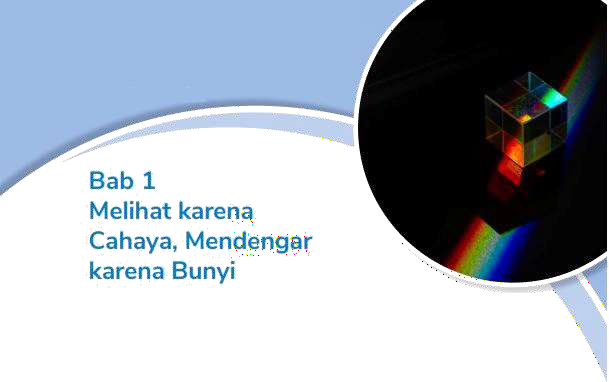 Bab 1
Melihat karena
Cahaya, Mendengar
karena Bunyi